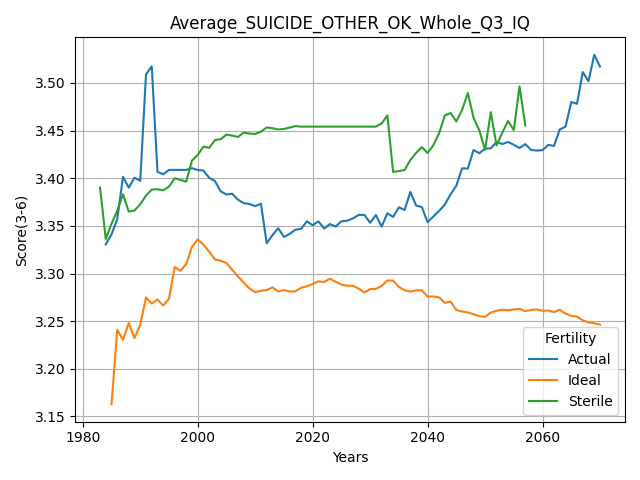 Average_SUICIDE_OTHER_OK_Whole_Q3_IQ
Score(3-6)
3.50
3.45
3.40
3.35
3.30
3.25
3.20
3.15
1980
2000
2020
2040
2060
Years
Fertility
Actual
Ideal
Sterile